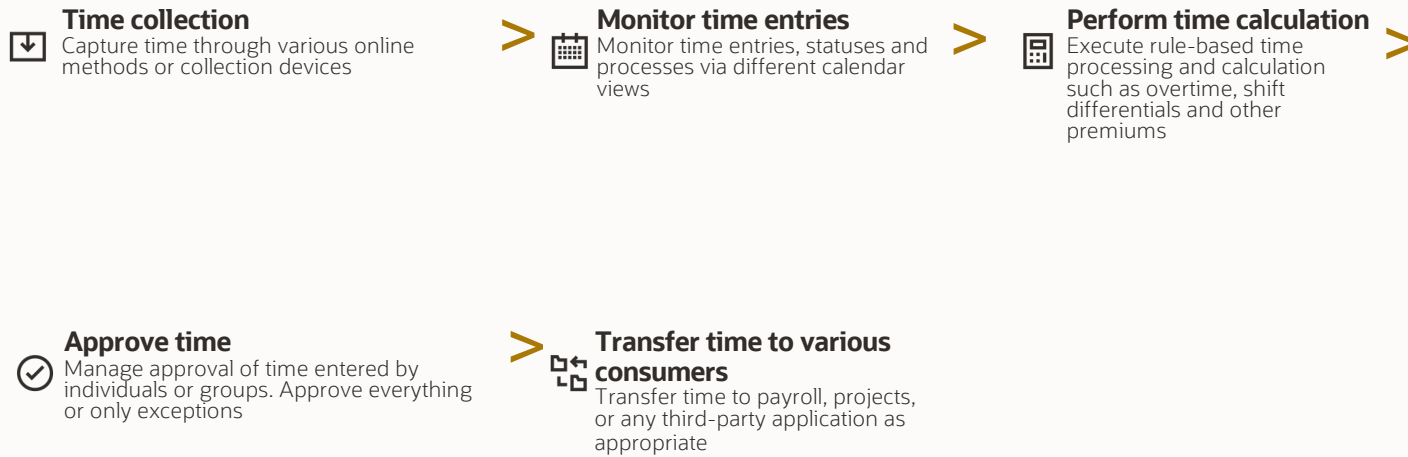 Time collection
Capture time through various online
methods or collection devices
>
Monitor time entries
Monitor time entries, statuses and
processes via different calendar
views
>
Perform time calculation
Execute rule-based time
processing and calculation
such as overtime, shift
differentials and other
premiums
>
Approve time
Manage approval of time entered by
individuals or groups. Approve everything
or only exceptions
>
Transfer time to various
consumers
Transfer time to payroll, projects,
or any third-party application as
appropriate